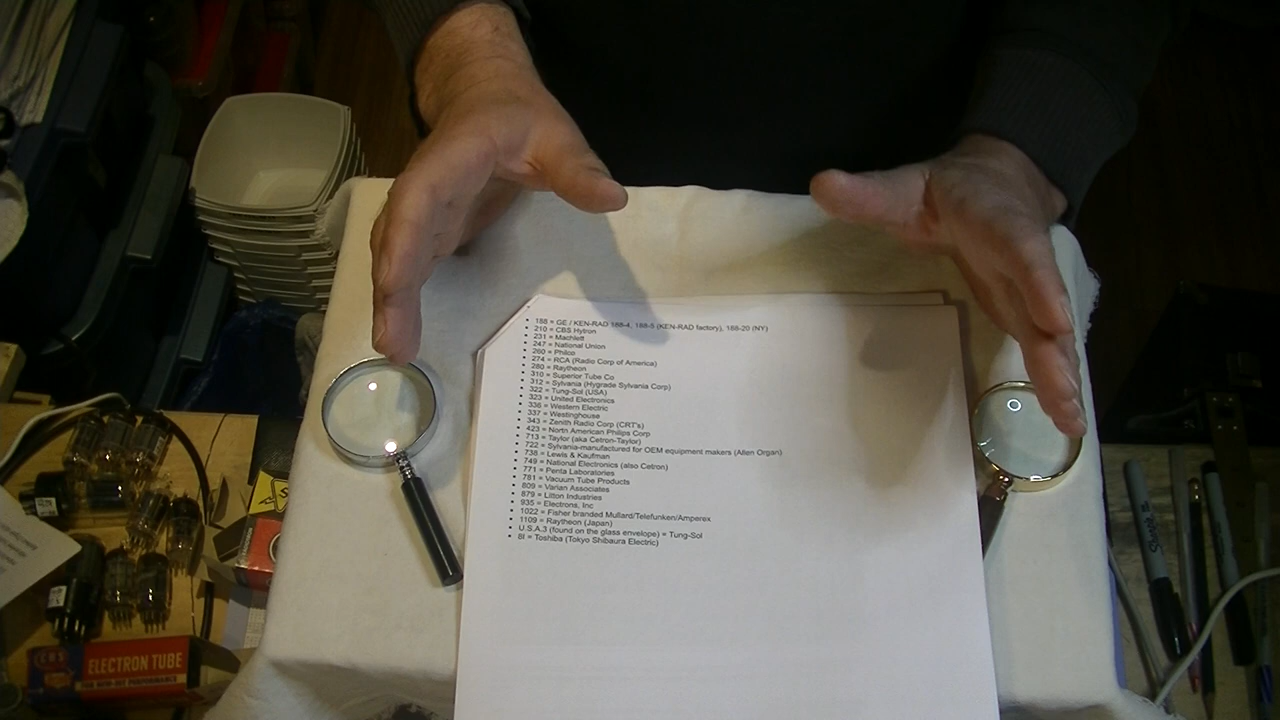 188 = GE / KEN-RAD 188-4, 188-5 (KEN-RAD factory), 188-20 (NY)
210 = CBS Hytron
231 = Machlett
247 = National Union
260 = Philco
274 = RCA (Radio Corp of America)
280 = Raytheon
310 = Superior Tube Co
312 = Sylvania (Hygrade Sylvania Corp)
322 = Tung-Sol (USA)
323 = United Electronics
336 = Western Electric
337 = Westinghouse
343 = Zenith Radio Corp (CRT's)
423 = North American Philips Corp
713 = Taylor (aka Cetron-Taylor)
722 = Sylvania-manufactured for OEM equipment makers (Allen Organ)
738 = Lewis & Kaufman
749 = National Electronics (also Cetron)
771 = Penta Laboratories
781 = Vacuum Tube Products
809 = Varian Associates
879 = Litton Industries
935 = Electrons, Inc
1022 = Fisher branded Mullard/Telefunken/Amperex
1109 = Raytheon (Japan)
U.S.A.3 (found on the glass envelope) = Tung-Sol
8I = Toshiba (Tokyo Shibaura Electric)
CBS
ELECTRON TUBE
PERFORMANCE
Sharpie